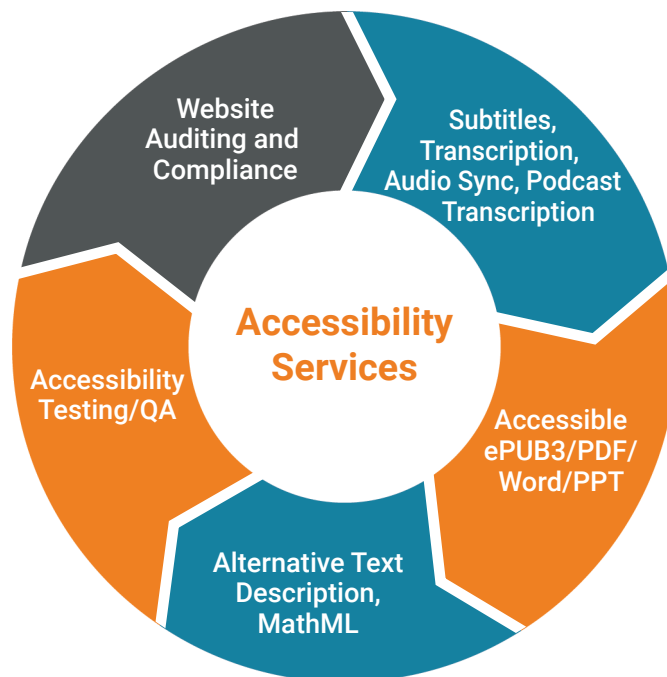 Website
Auditing and
Compliance
Subtitles,
Transcription,
Audio Sync, Podcast
Transcription
Accessibility
Services
Accessibility
Testing/QA
Accessible
ePUB3/PDF/
Word/PPT
Alternative Text
Description,
MathML